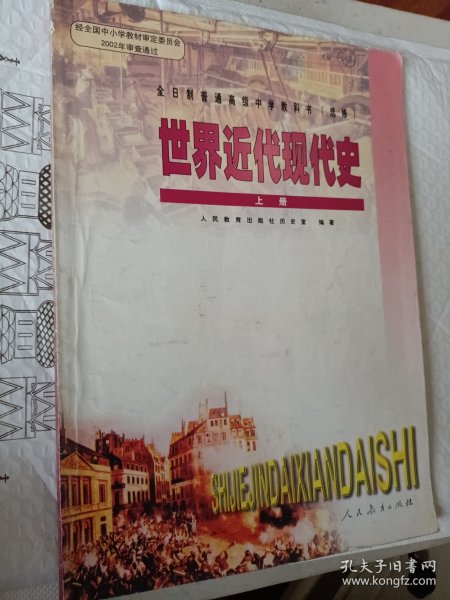 经全国中小学教材审定委员会
2002年审查通过
全日制普通高级中学教科书（选修）
世界近代现代史
上册
人民教育出版社历史室 编著
SHIJIEJINDAIXIANDAISHI
人民教育出版社
孔夫子旧书网
www.kongfz.com